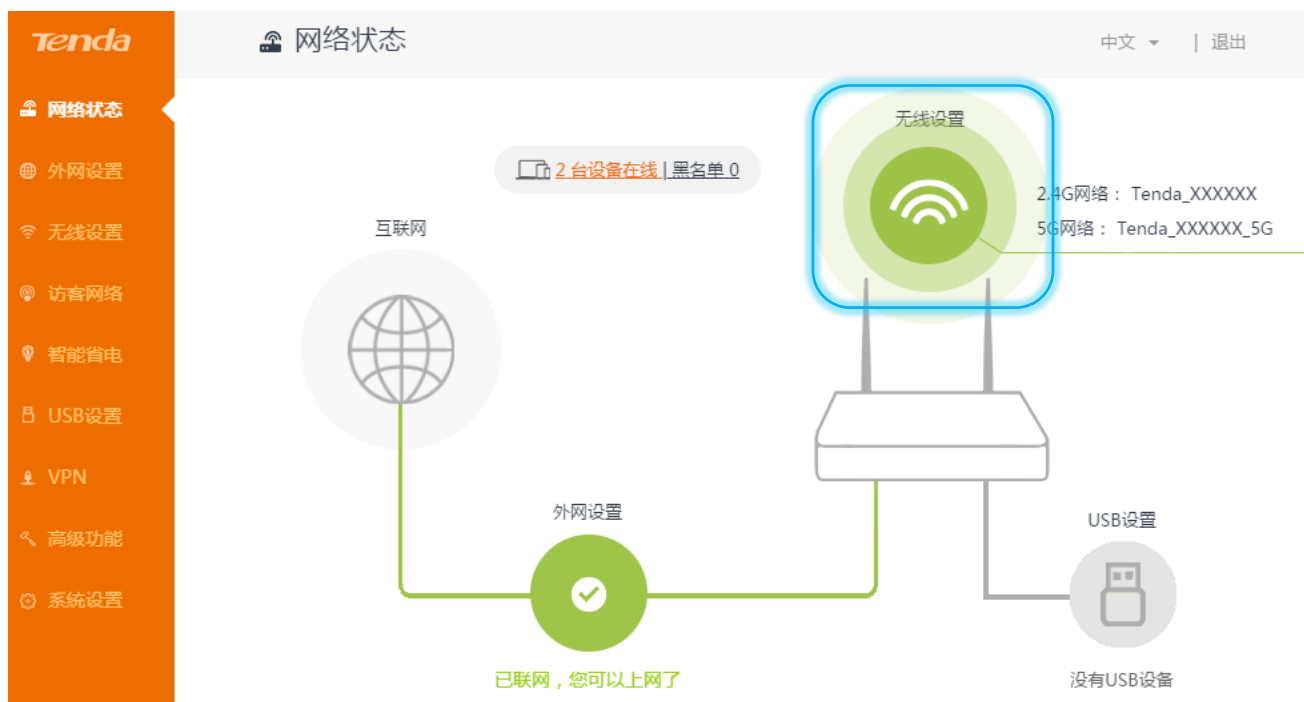 Tenda
网络状态
中文 | 退出
网络状态
外网设置
无线设置
访客网络
智能省电
USB设置
VPN
高级功能
系统设置
无线设置
2 台设备在线 | 黑名单 0
2.4G网络： Tenda_XXXXXX
5G网络： Tenda_XXXXXX_5G
互联网
外网设置
USB设置
已联网，您可以上网了
没有USB设备